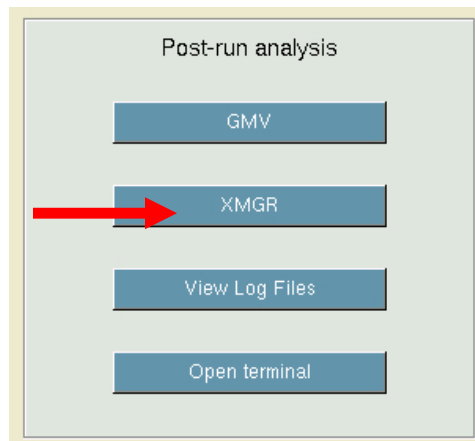 Post-run analysis
GMV
XMGR
View Log Files
Open terminal